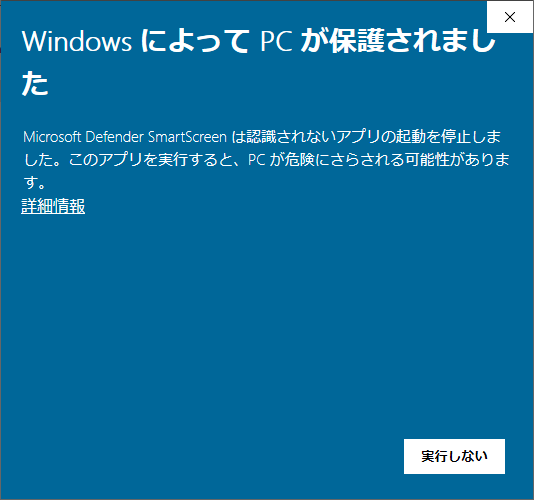 Windows によって PC が保護されまし
た
Microsoft Defender SmartScreen は認識されないアプリの起動を停止しま
した。このアプリを実行すると、PC が危険にさらされる可能性がありま
す。
詳細情報
実行しない